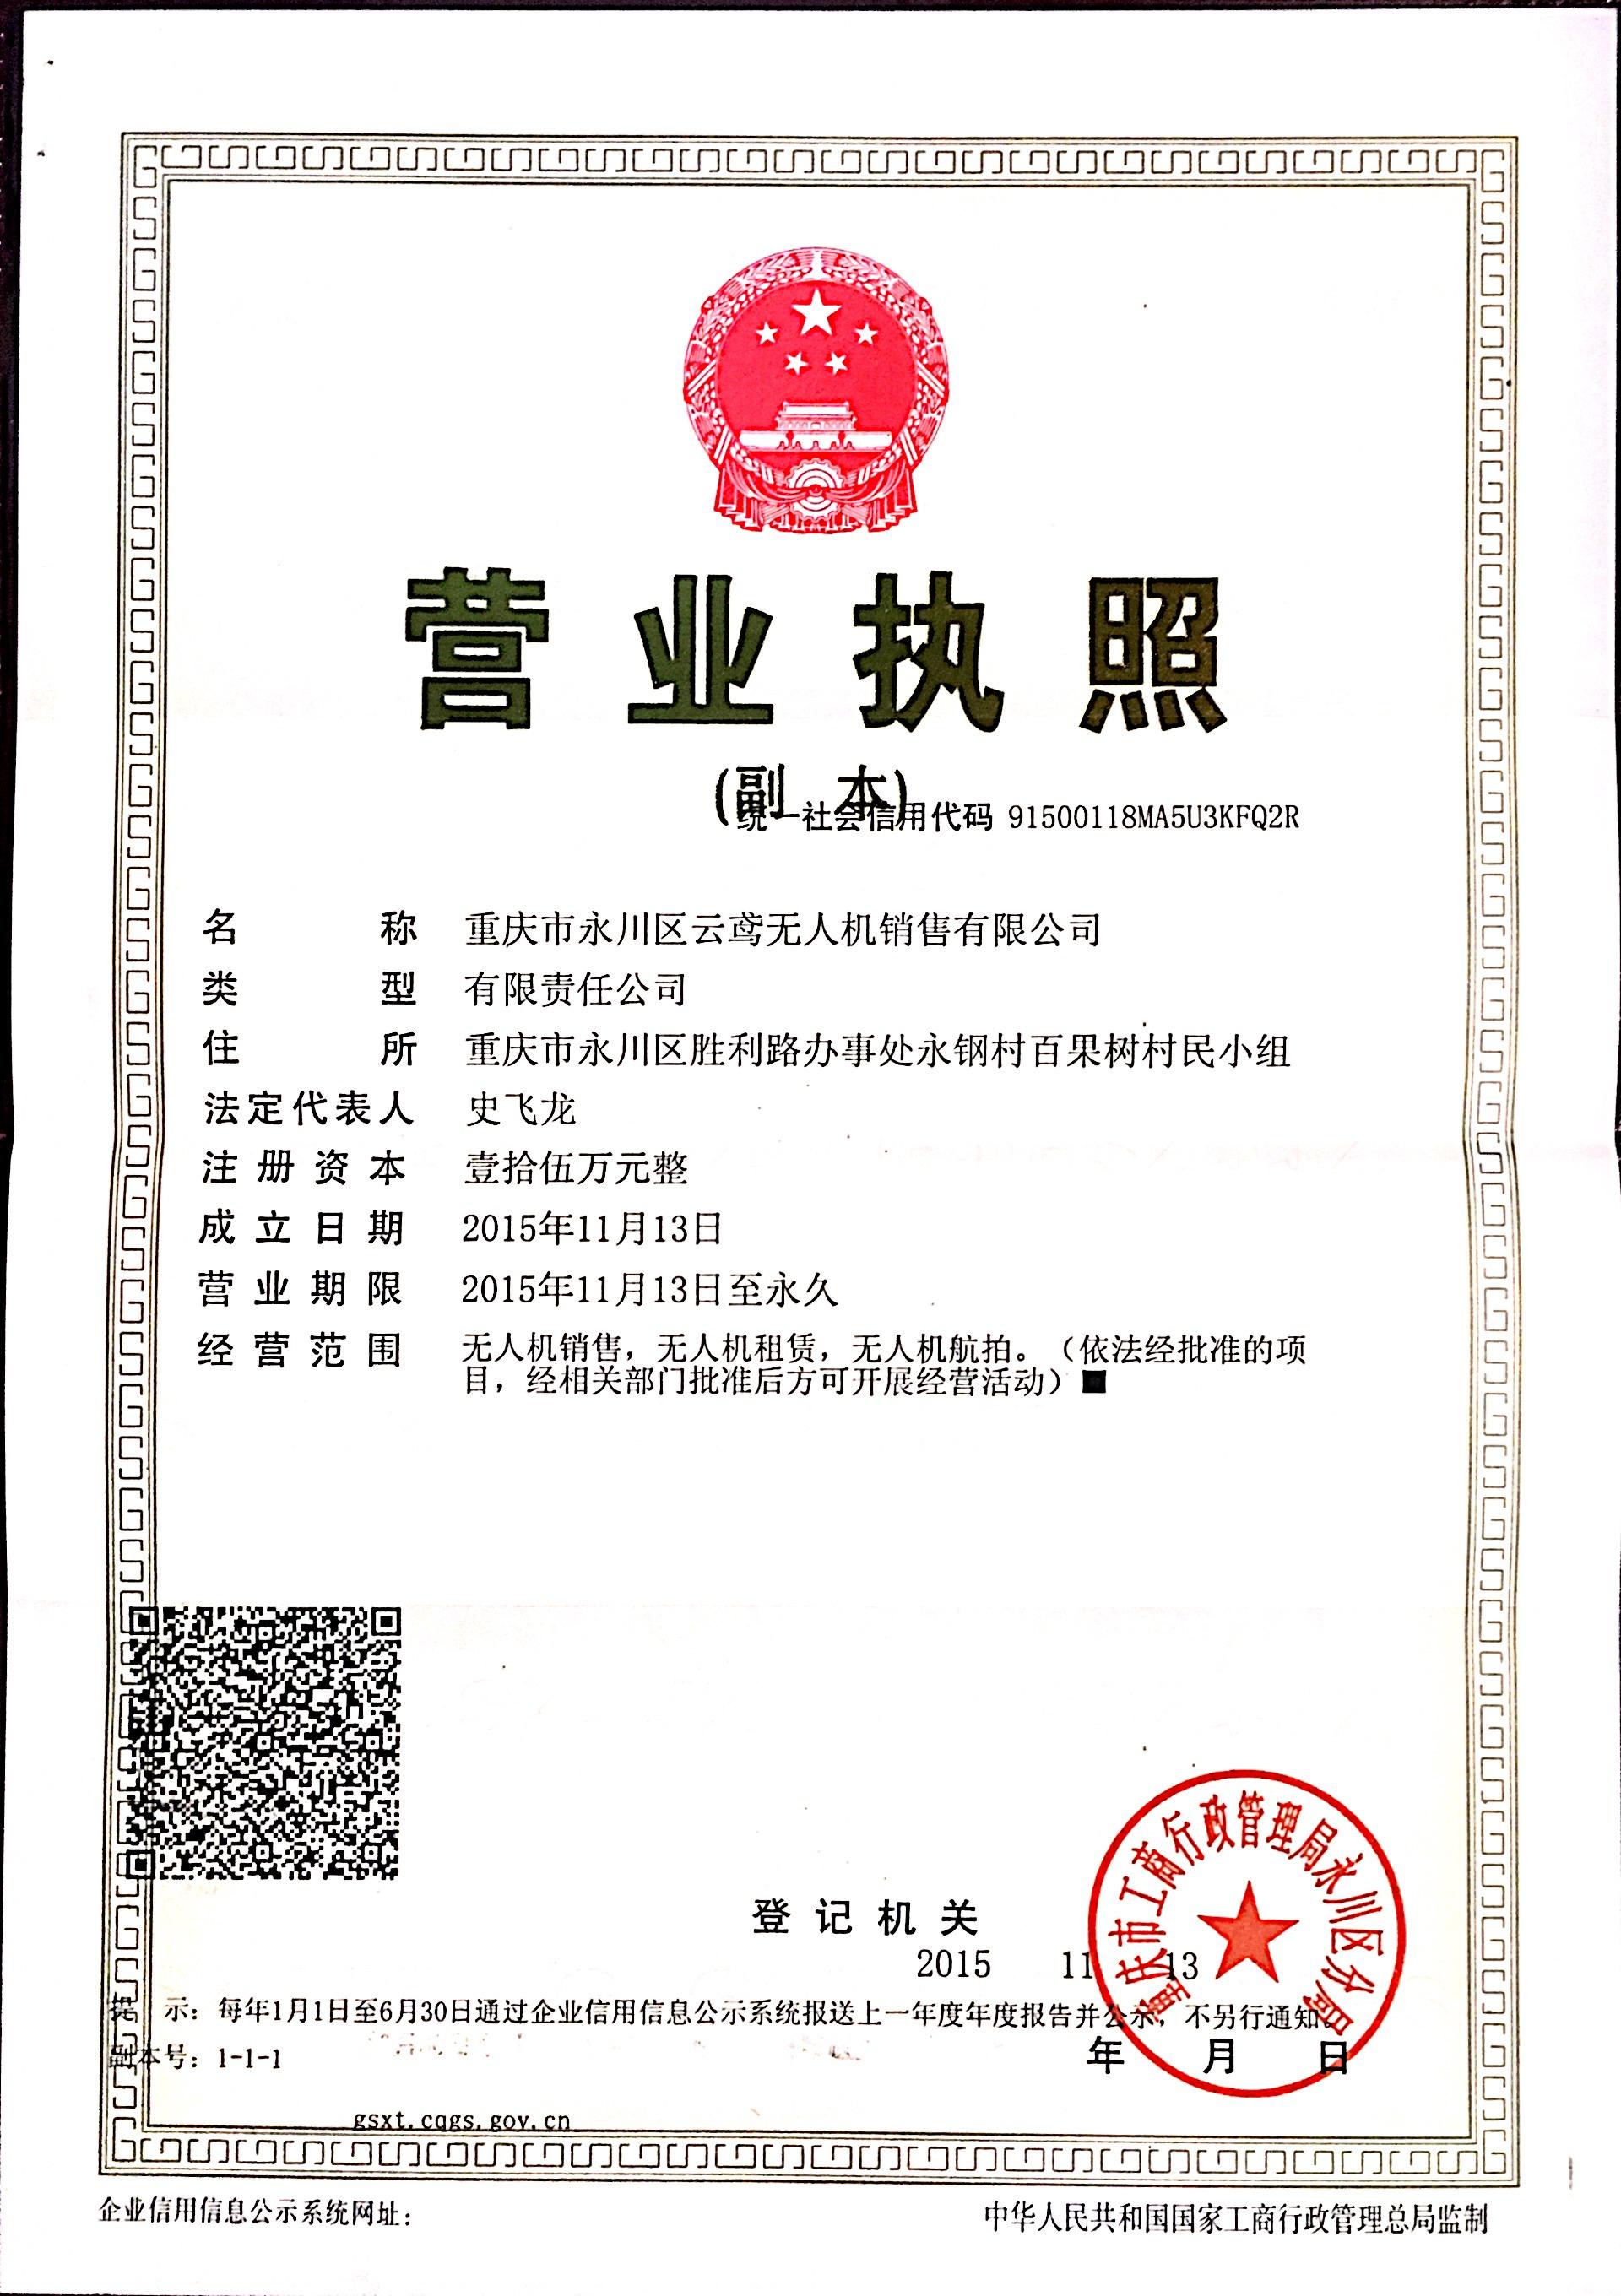 营业执照
(副 本)
统一社会信用代码 91500118MA5U3KFQ2R
名 称 重庆市永川区云鸢无人机销售有限公司
类 型 有限责任公司
住 所 重庆市永川区胜利路办事处永钢村百果树村民小组
法定代表人 史飞龙
注册资本 壹拾伍万元整
成立日期 2015年11月13日
营业期限 2015年11月13日至永久
经营范围 无人机销售，无人机租赁，无人机航拍。（依法经批准的项
目，经相关部门批准后方可开展经营活动）■
重庆市工商行政管理局永川区分局
登记机关
2015 11 13
提 示：每年1月1日至6月30日通过企业信用信息公示系统报送上一年度年度报告并公示，不另行通知。
年 月 日
副本号：1-1-1
gsxt.cqgs.gov.cn
企业信用信息公示系统网址： 中华人民共和国国家工商行政管理总局监制